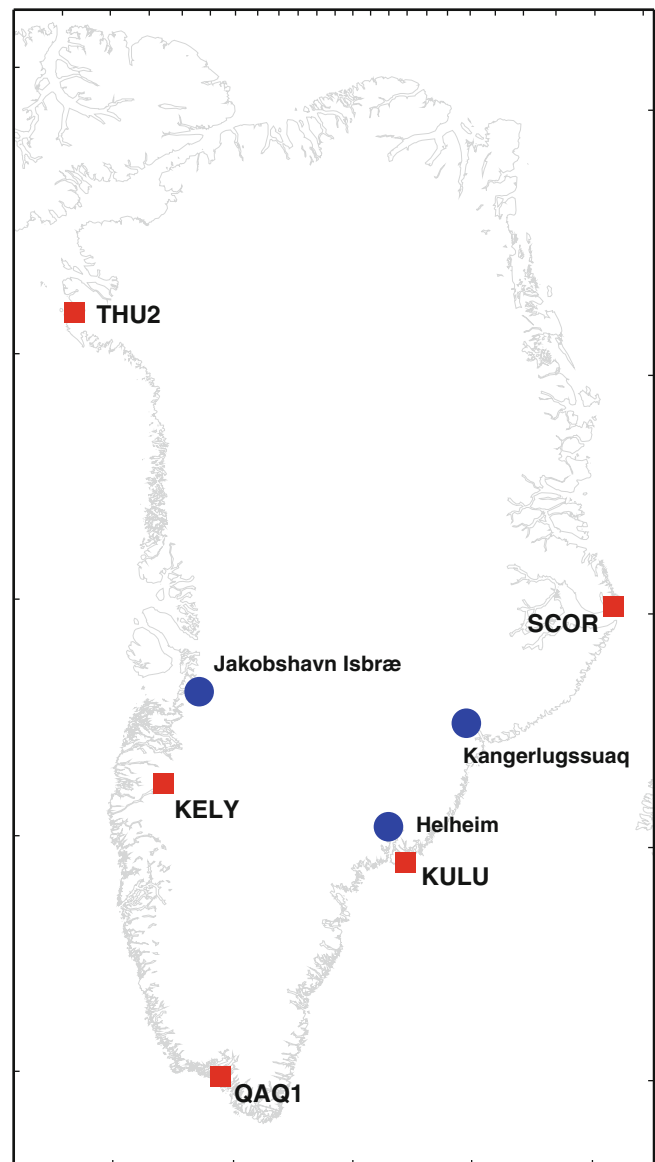 THU2
SCOR
Jakobshavn Isbræ
Kangerlugssuaq
KELY
Helheim
KULU
QAQ1